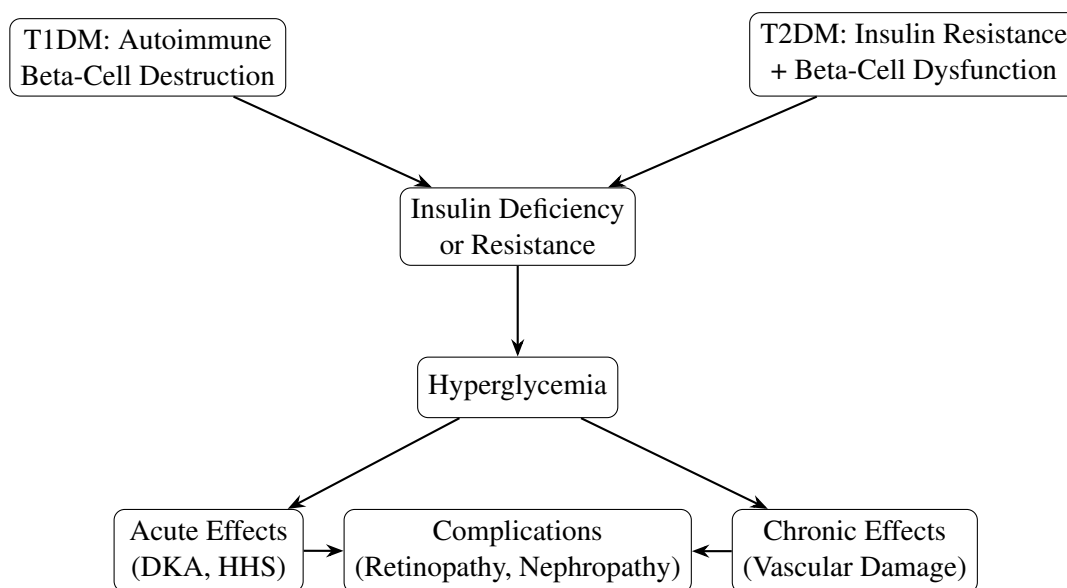 T1DM: Autoimmune
Beta-Cell Destruction
T2DM: Insulin Resistance
+ Beta-Cell Dysfunction
Insulin Deficiency
or Resistance
Hyperglycemia
Acute Effects
(DKA, HHS)
Complications
(Retinopathy, Nephropathy)
Chronic Effects
(Vascular Damage)